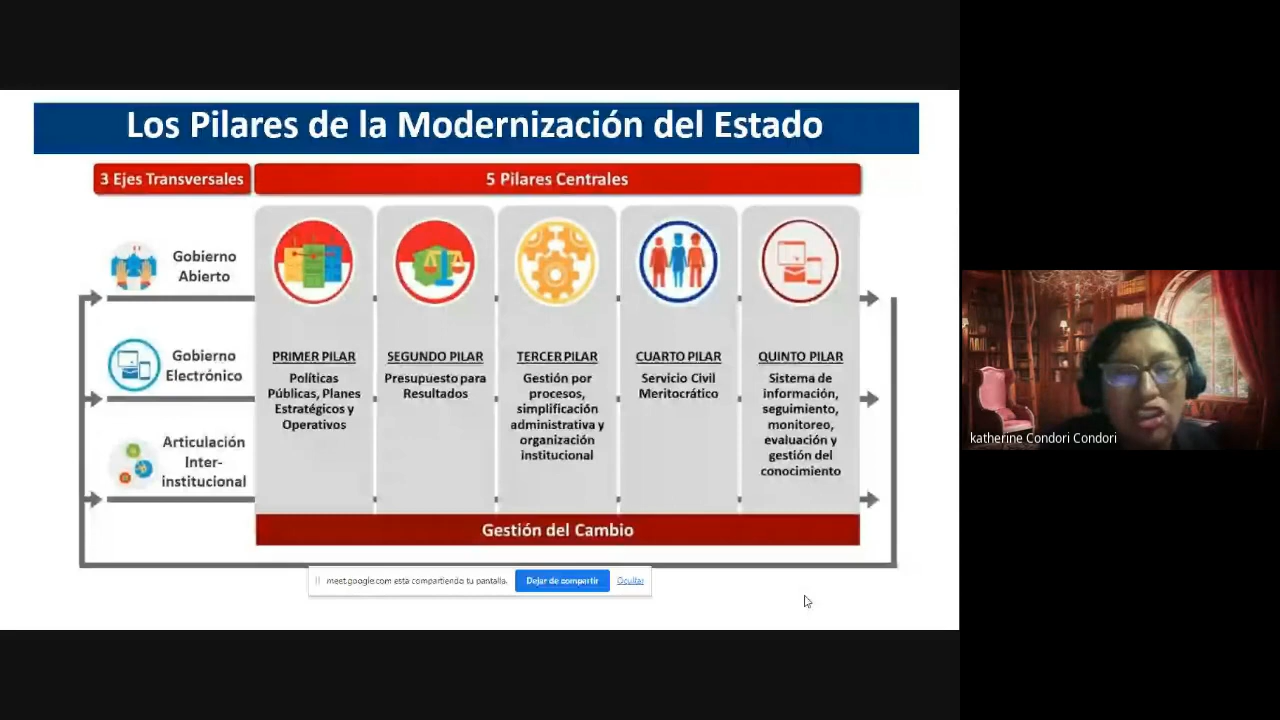 Los Pilares de la Modernización del Estado
3 Ejes Transversales
5 Pilares Centrales
Gobierno
Abierto
Gobierno
Electrónico
Articulación
Inter-
institucional
PRIMER PILAR
Políticas
Públicas, Planes
Estratégicos y
Operativos
SEGUNDO PILAR
Presupuesto para
Resultados
TERCER PILAR
Gestión por
procesos,
simplificación
administrativa y
organización
institucional
CUARTO PILAR
Servicio Civil
Meritocrático
QUINTO PILAR
Sistema de
información,
seguimiento,
monitoreo,
evaluación y
gestión del
conocimiento
Gestión del Cambio
meet.google.com está compartiendo tu pantalla.
Dejar de compartir
Ocultar
katherine Condori Condori